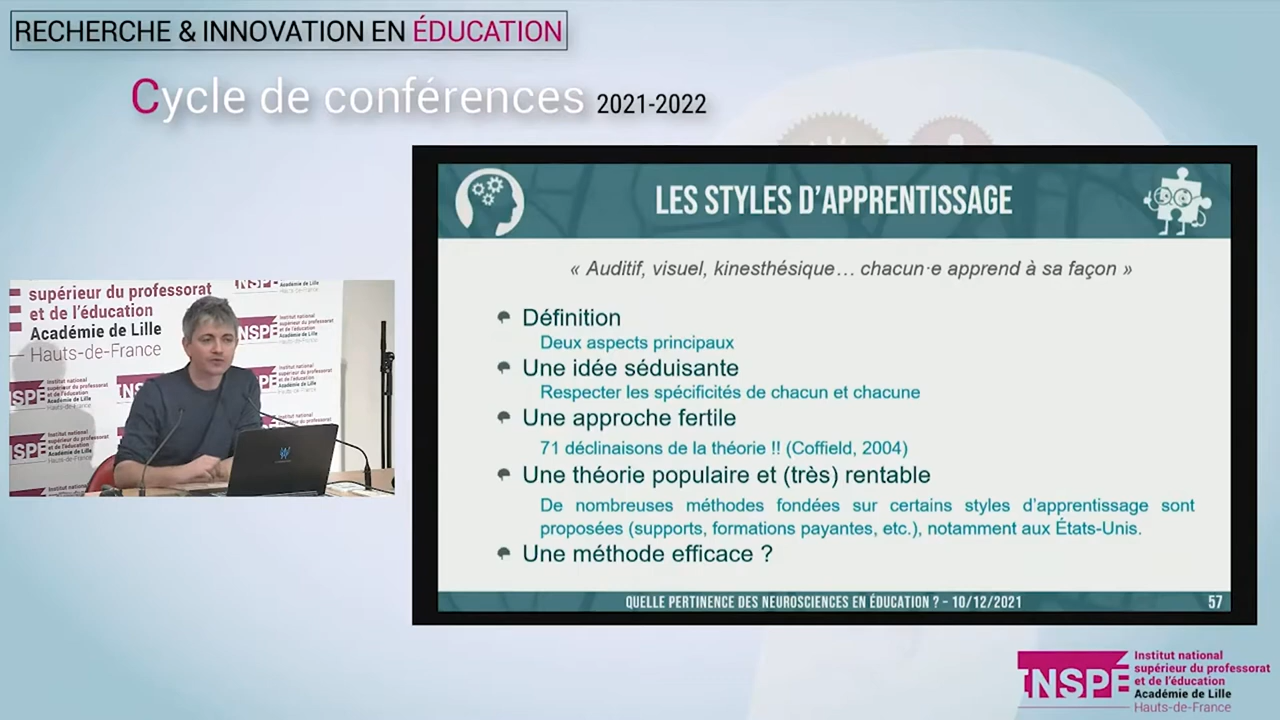 RECHERCHE & INNOVATION EN ÉDUCATION
Cycle de conférences 2021-2022
LES STYLES D'APPRENTISSAGE
« Auditif, visuel, kinesthésique… chacun·e apprend à sa façon »
Définition
Deux aspects principaux
Une idée séduisante
Respecter les spécificités de chacun et chacune
Une approche fertile
71 déclinaisons de la théorie !! (Coffield, 2004)
Une théorie populaire et (très) rentable
De nombreuses méthodes fondées sur certains styles d'apprentissage sont
proposées (supports, formations payantes, etc.), notamment aux États-Unis.
Une méthode efficace ?
QUELLE PERTINENCE DES NEUROSCIENCES EN ÉDUCATION ? – 10/12/2021
57
supérieur du professorat
et de l'éducation
Académie de Lille
Hauts-de-France
INSPÉ
Institut national
supérieur du professorat
et de l'éducation
Académie de Lille
Hauts-de-France